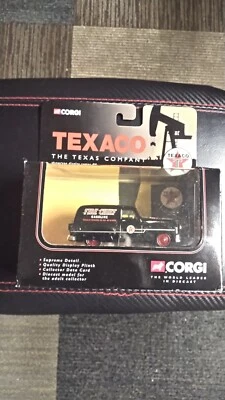 CORGI
TEXACO
THE TEXAS COMPANY
TEXACO
FIRE-CHIEF
GASOLINE
• Supreme Detail
• Quality Display Plinth
• Collector Data Card
• Diecast model for
the adult collector
CORGI
THE WORLD LEADER
IN DIECAST